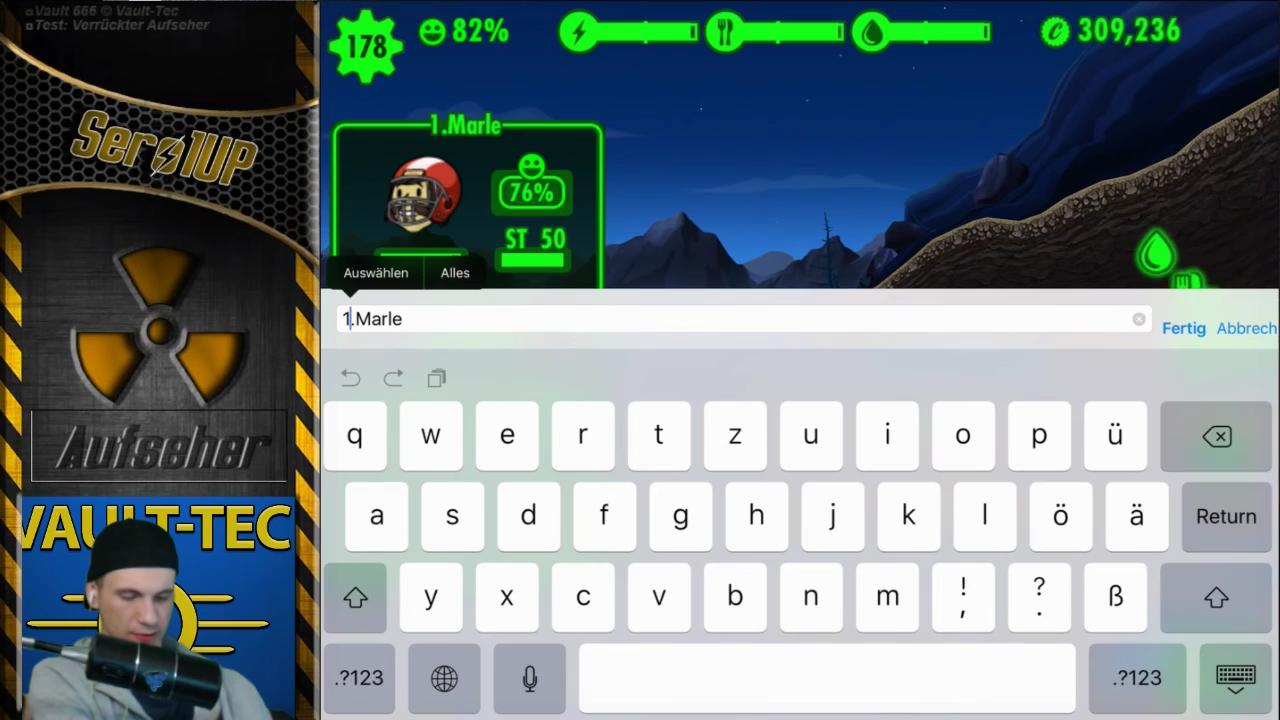 ▫Vault 666 © Vault-Tec
▫Test: Verrückter Aufseher
Sero1UP
Aufseher
VAULT-TEC
178
82%
309,236
1.Marle
76%
ST 50
Auswählen
Alles
1.Marle
Fertig
Abbrech
q w e r t z u i o p ü
a s d f g h j k l ö ä Return
y x c v b n m ! , ? . ß
.?123 .?123